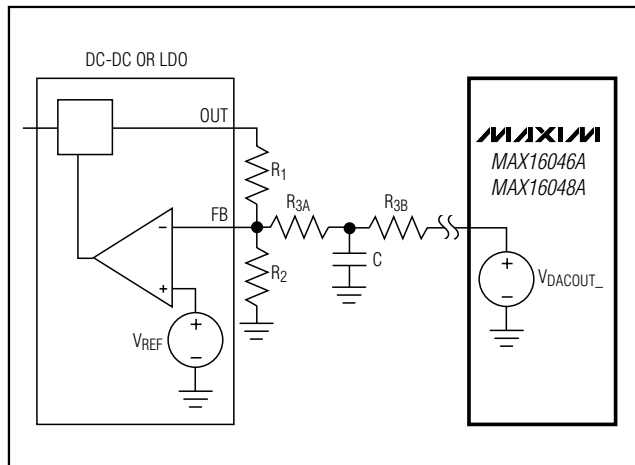 DC-DC OR LDO
OUT
R1
FB
R3A
R3B
R2
C
VREF
+
−
−
+
MAXIM
MAX16046A
MAX16048A
+
−
VDACOUT_